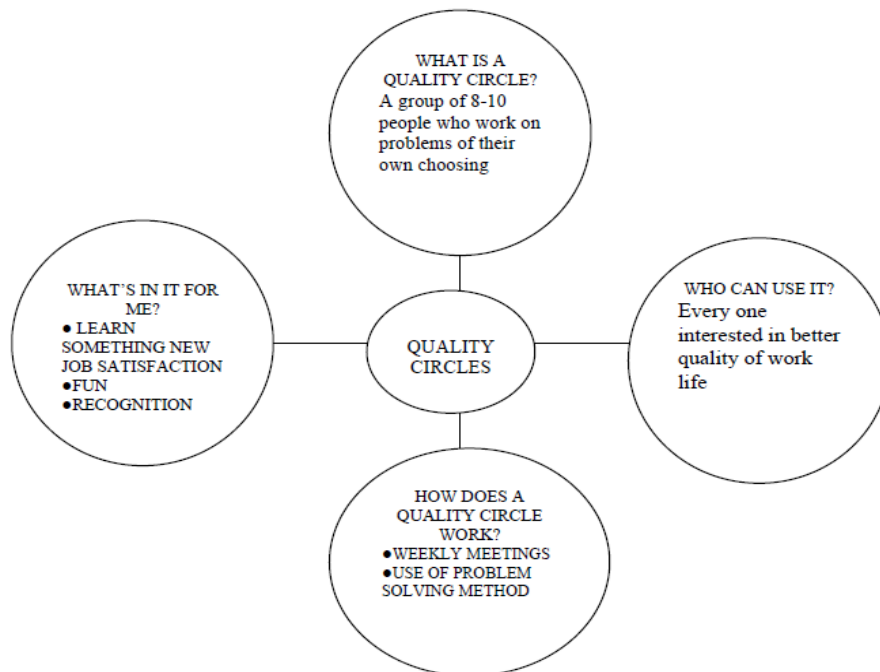 WHAT IS A
QUALITY CIRCLE?
A group of 8-10
people who work on
problems of their
own choosing
WHAT’S IN IT FOR
ME?
● LEARN
SOMETHING NEW
JOB SATISFACTION
●FUN
●RECOGNITION
QUALITY
CIRCLES
WHO CAN USE IT?
Every one
interested in better
quality of work
life
HOW DOES A
QUALITY CIRCLE
WORK?
●WEEKLY MEETINGS
●USE OF PROBLEM
SOLVING METHOD